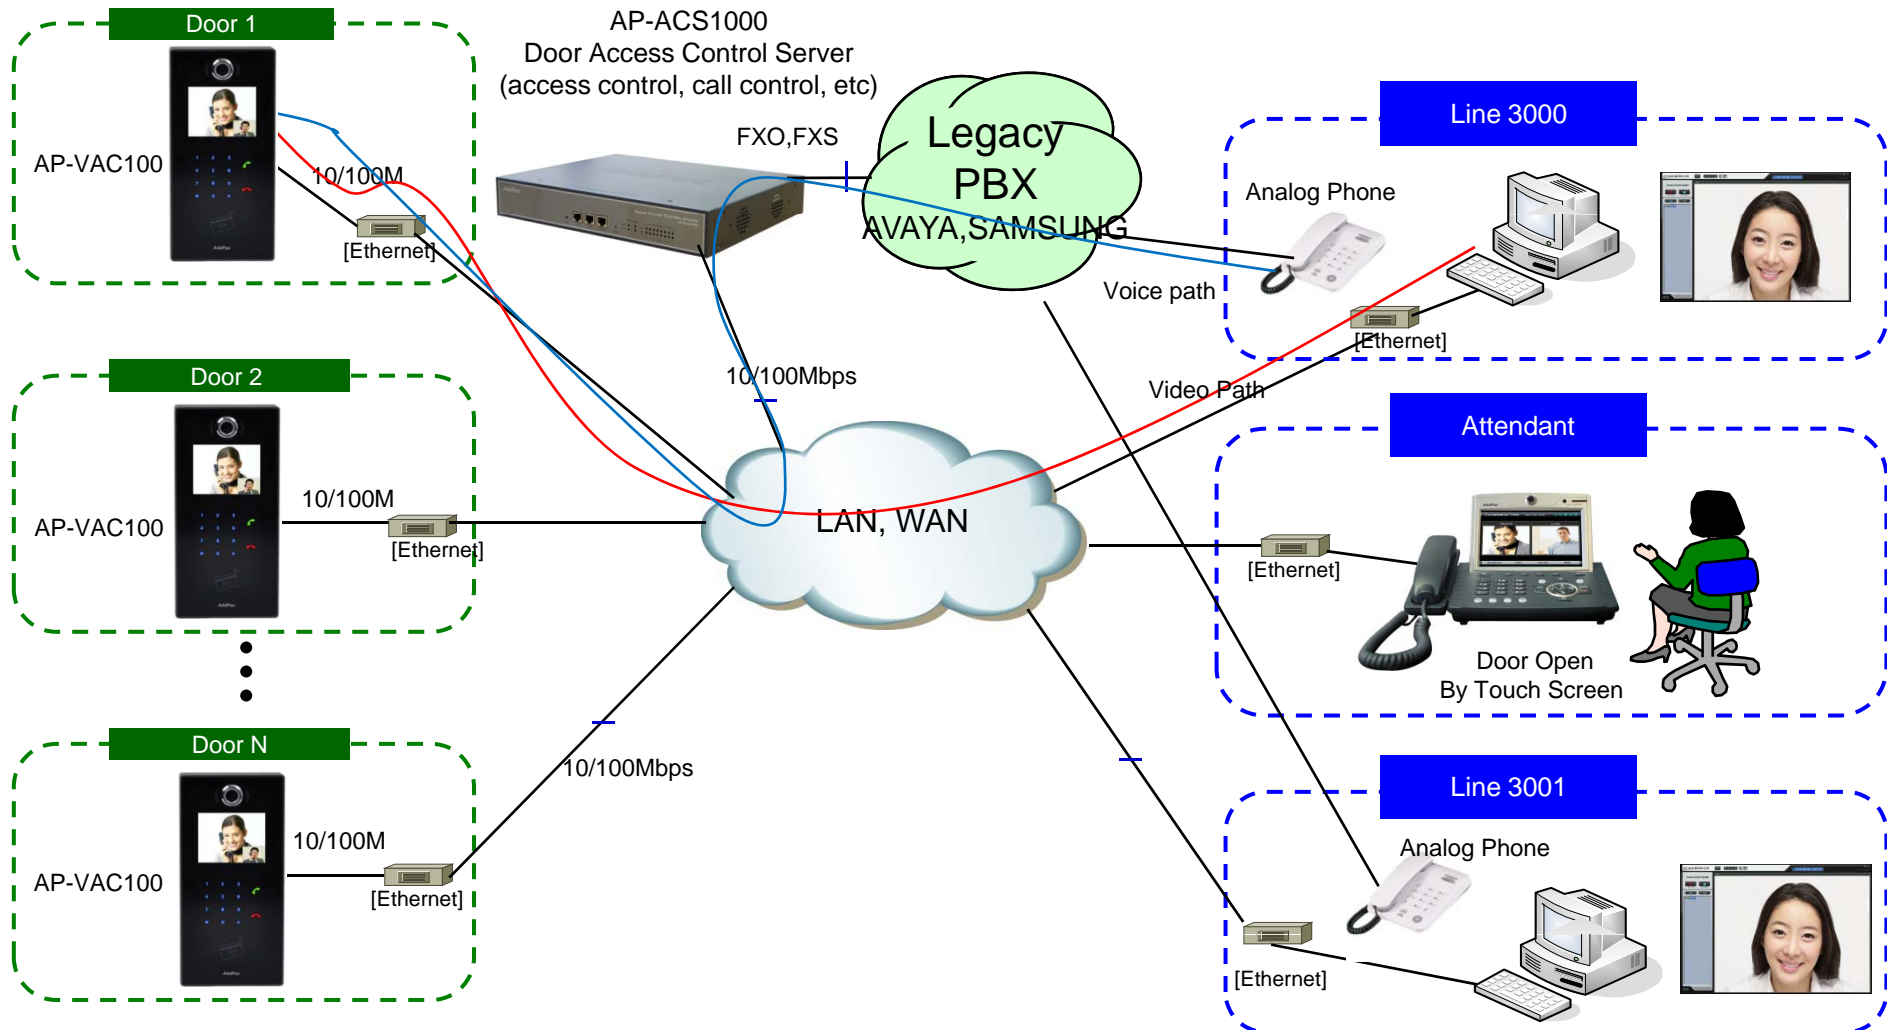 Door 1
AP-VAC100
10/100M
[Ethernet]
AP-ACS1000
Door Access Control Server
(access control, call control, etc)
FXO,FXS
Legacy
PBX
AVAYA,SAMSUNG
Line 3000
Analog Phone
Voice path
[Ethernet]
Video Path
10/100Mbps
Door 2
AP-VAC100
10/100M
[Ethernet]
LAN, WAN
Attendant
[Ethernet]
Door Open
By Touch Screen
Door N
AP-VAC100
10/100M
[Ethernet]
10/100Mbps
Line 3001
Analog Phone
[Ethernet]